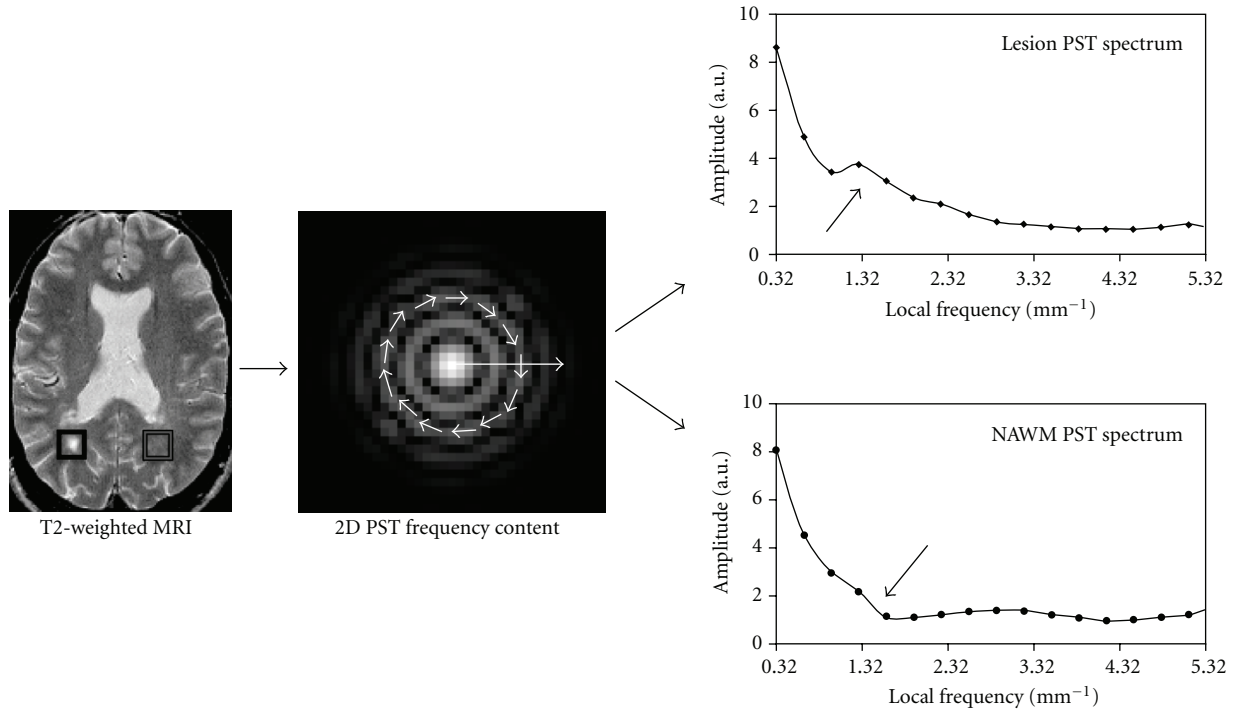 T2-weighted MRI
2D PST frequency content
Lesion PST spectrum
Amplitude (a.u.)
10
8
6
4
2
0
0.32 1.32 2.32 3.32 4.32 5.32
Local frequency (mm⁻¹)
NAWM PST spectrum
Amplitude (a.u.)
10
8
6
4
2
0
0.32 1.32 2.32 3.32 4.32 5.32
Local frequency (mm⁻¹)